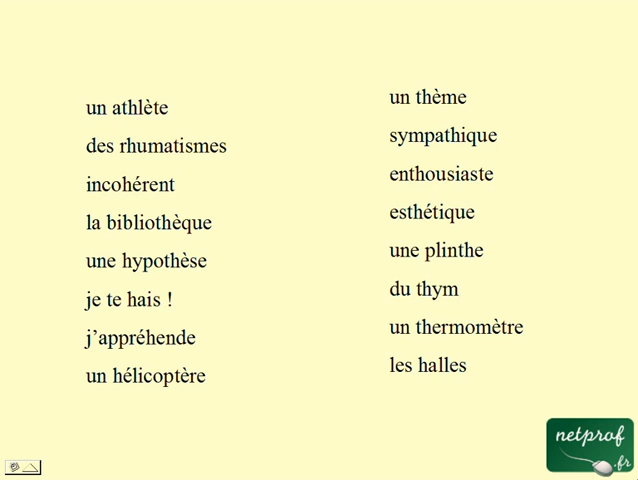 un athlète
des rhumatismes
incohérent
la bibliothèque
une hypothèse
je te hais !
j’appréhende
un hélicoptère
un thème
sympathique
enthousiaste
esthétique
une plinthe
du thym
un thermomètre
les halles
netprof
.fr